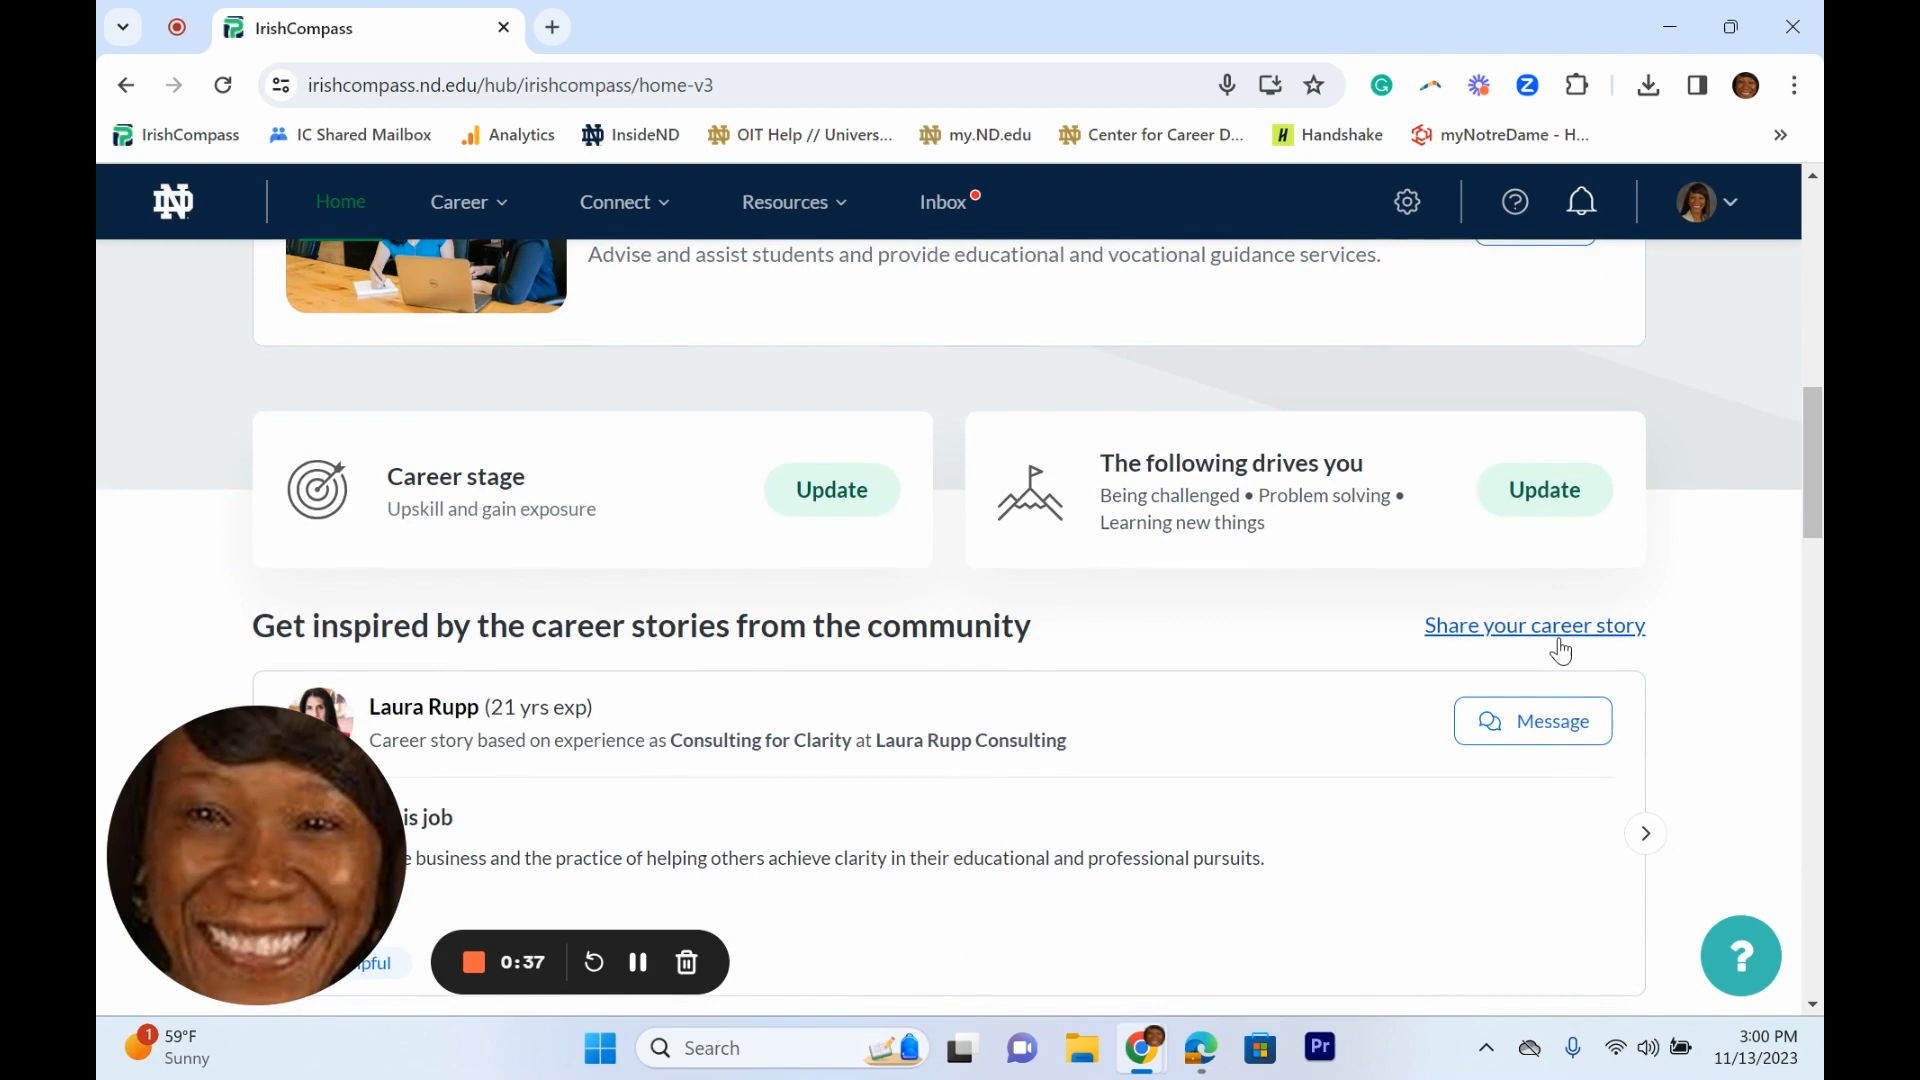 IrishCompass
irishcompass.nd.edu/hub/irishcompass/home-v3
IrishCompass
IC Shared Mailbox
Analytics
InsideND
OIT Help // Univers...
my.ND.edu
Center for Career D...
Handshake
myNotreDame - H...
Home
Career
Connect
Resources
Inbox
Advise and assist students and provide educational and vocational guidance services.
Career stage
Upskill and gain exposure
Update
The following drives you
Being challenged • Problem solving •
Learning new things
Update
Get inspired by the career stories from the community
Share your career story
Laura Rupp (21 yrs exp)
Career story based on experience as Consulting for Clarity at Laura Rupp Consulting
Message
is job
e business and the practice of helping others achieve clarity in their educational and professional pursuits.
pful
0:37
?
1
59°F
Sunny
Search
Pr
3:00 PM
11/13/2023